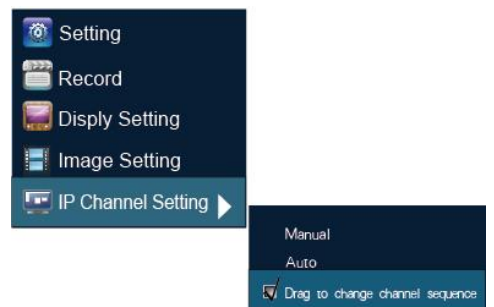 Setting
Record
Disply Setting
Image Setting
IP Channel Setting
Manual
Auto
Drag to change channel sequence